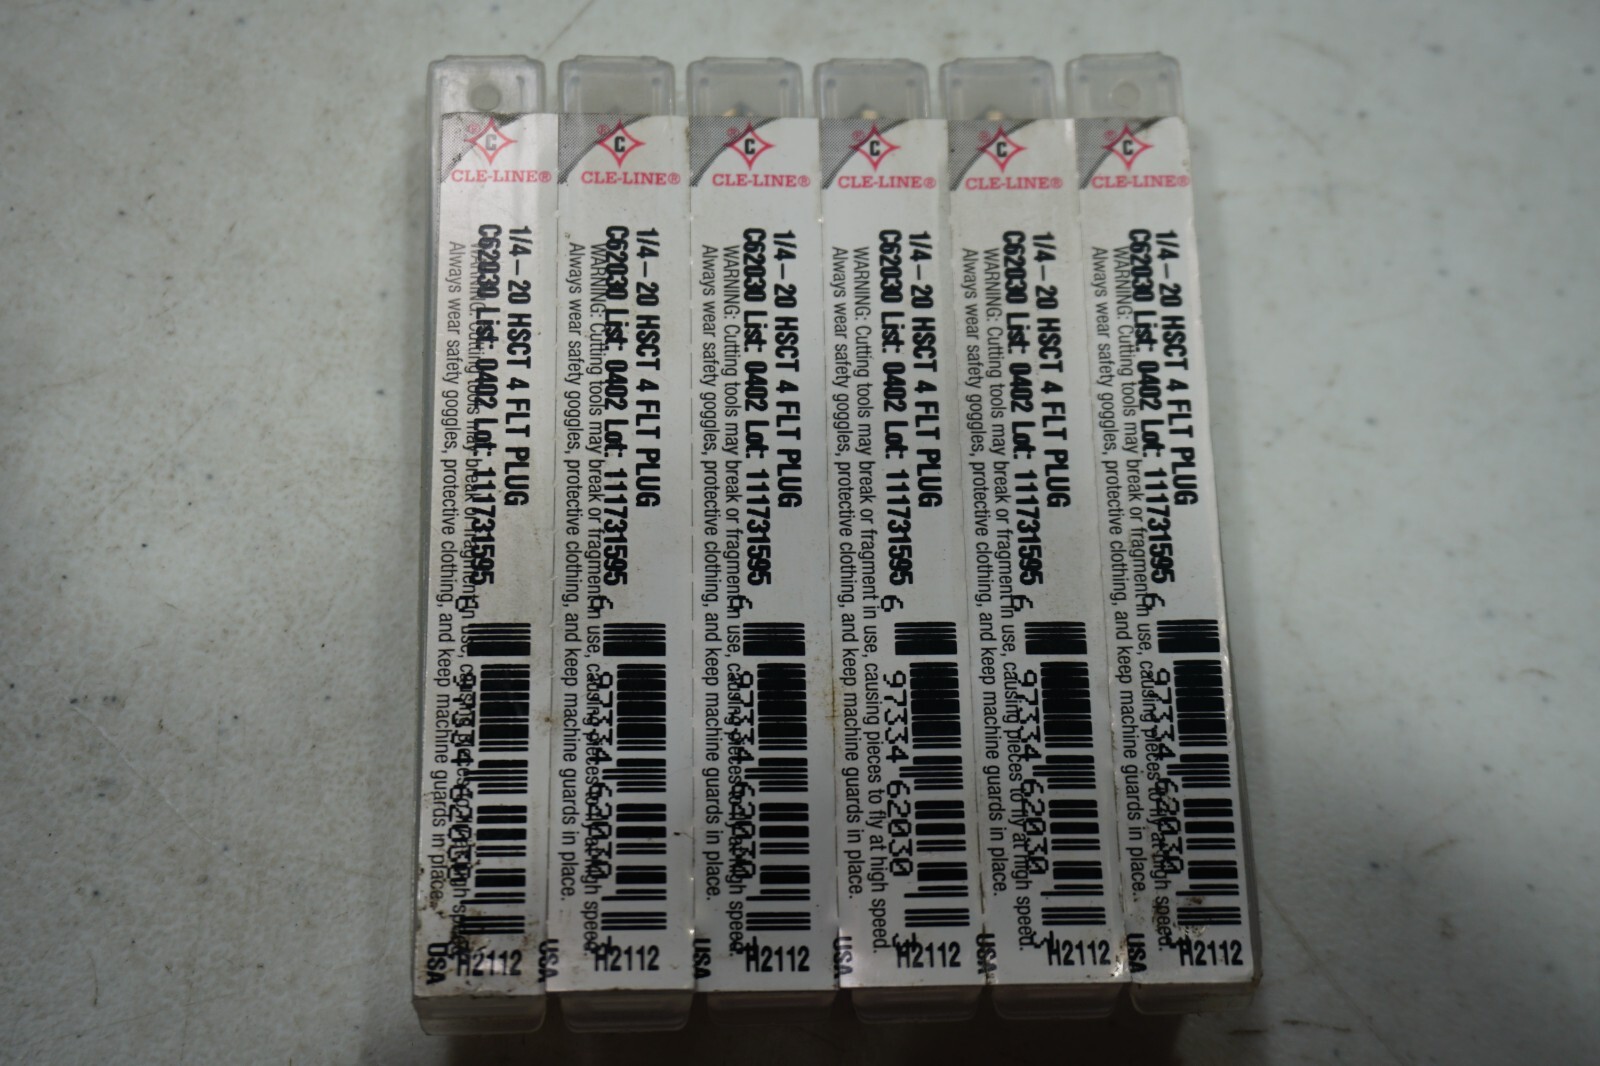 C
®
CLE-LINE®
1/4-20 HSCT 4 FLT PLUG
C62030 List: 0402 Lot: 111731595
WARNING: Cutting tools may break or fragment in use, causing pieces to fly at high speed.
Always wear safety goggles, protective clothing, and keep machine guards in place.
6 97334 62030
H2112
USA
C
®
CLE-LINE®
1/4-20 HSCT 4 FLT PLUG
C62030 List: 0402 Lot: 111731595
WARNING: Cutting tools may break or fragment in use, causing pieces to fly at high speed.
Always wear safety goggles, protective clothing, and keep machine guards in place.
6 97334 62030
H2112
USA
C
®
CLE-LINE®
1/4-20 HSCT 4 FLT PLUG
C62030 List: 0402 Lot: 111731595
WARNING: Cutting tools may break or fragment in use, causing pieces to fly at high speed.
Always wear safety goggles, protective clothing, and keep machine guards in place.
6 97334 62030
H2112
USA
C
®
CLE-LINE®
1/4-20 HSCT 4 FLT PLUG
C62030 List: 0402 Lot: 111731595
WARNING: Cutting tools may break or fragment in use, causing pieces to fly at high speed.
Always wear safety goggles, protective clothing, and keep machine guards in place.
6 97334 62030
H2112
USA
C
®
CLE-LINE®
1/4-20 HSCT 4 FLT PLUG
C62030 List: 0402 Lot: 111731595
WARNING: Cutting tools may break or fragment in use, causing pieces to fly at high speed.
Always wear safety goggles, protective clothing, and keep machine guards in place.
6 97334 62030
H2112
USA
C
®
CLE-LINE®
1/4-20 HSCT 4 FLT PLUG
C62030 List: 0402 Lot: 111731595
WARNING: Cutting tools may break or fragment in use, causing pieces to fly at high speed.
Always wear safety goggles, protective clothing, and keep machine guards in place.
6 97334 62030
H2112
USA